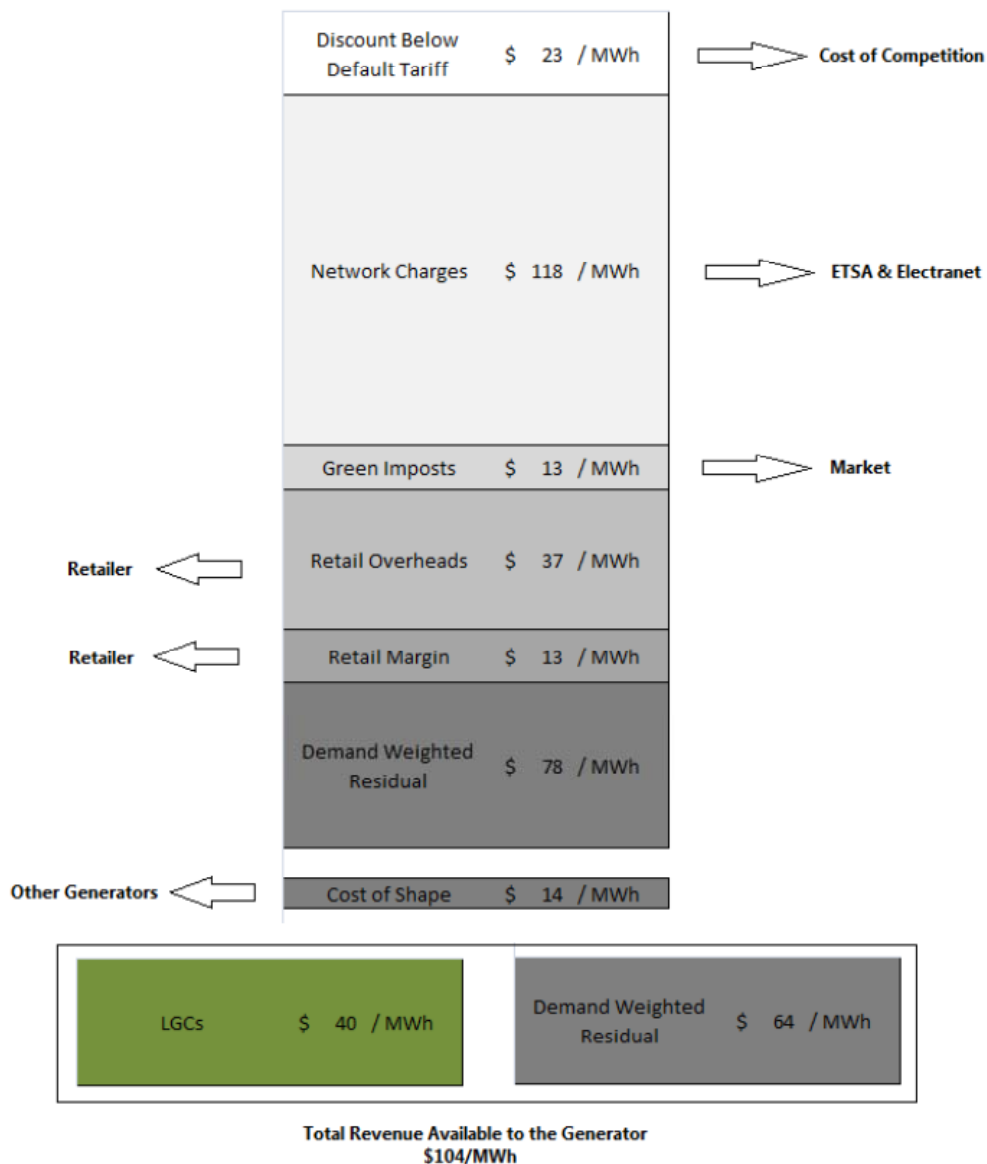 Discount Below
Default Tariff $ 23 / MWh Cost of Competition
Network Charges $ 118 / MWh ETSA & Electranet
Green Imposts $ 13 / MWh Market
Retailer Retail Overheads $ 37 / MWh
Retailer Retail Margin $ 13 / MWh
Demand Weighted
Residual $ 78 / MWh
Other Generators Cost of Shape $ 14 / MWh
LGCs $ 40 / MWh
Demand Weighted
Residual $ 64 / MWh
Total Revenue Available to the Generator
$104/MWh